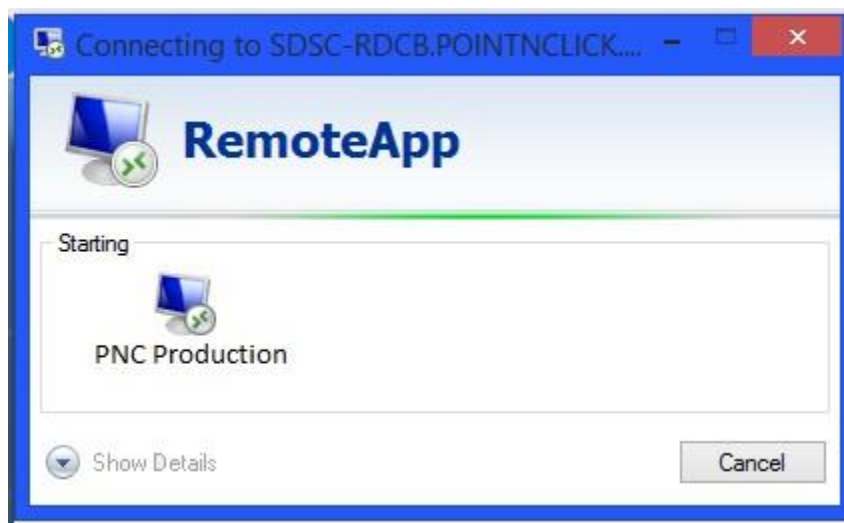 Connecting to SDSC-RDCB.POINTNCLICK....
RemoteApp
Starting
PNC Production
Show Details
Cancel